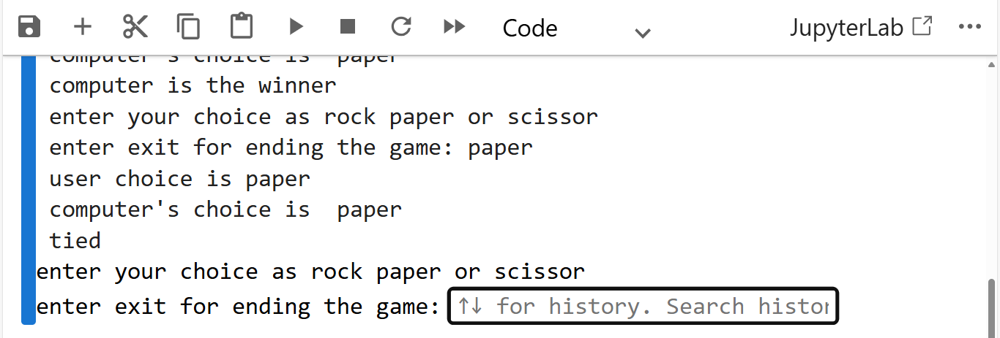 Code JupyterLab
computer's choice is  paper
computer is the winner
enter your choice as rock paper or scissor
enter exit for ending the game: paper
user choice is paper
computer's choice is  paper
tied
enter your choice as rock paper or scissor
enter exit for ending the game: ↑↓ for history. Search histor